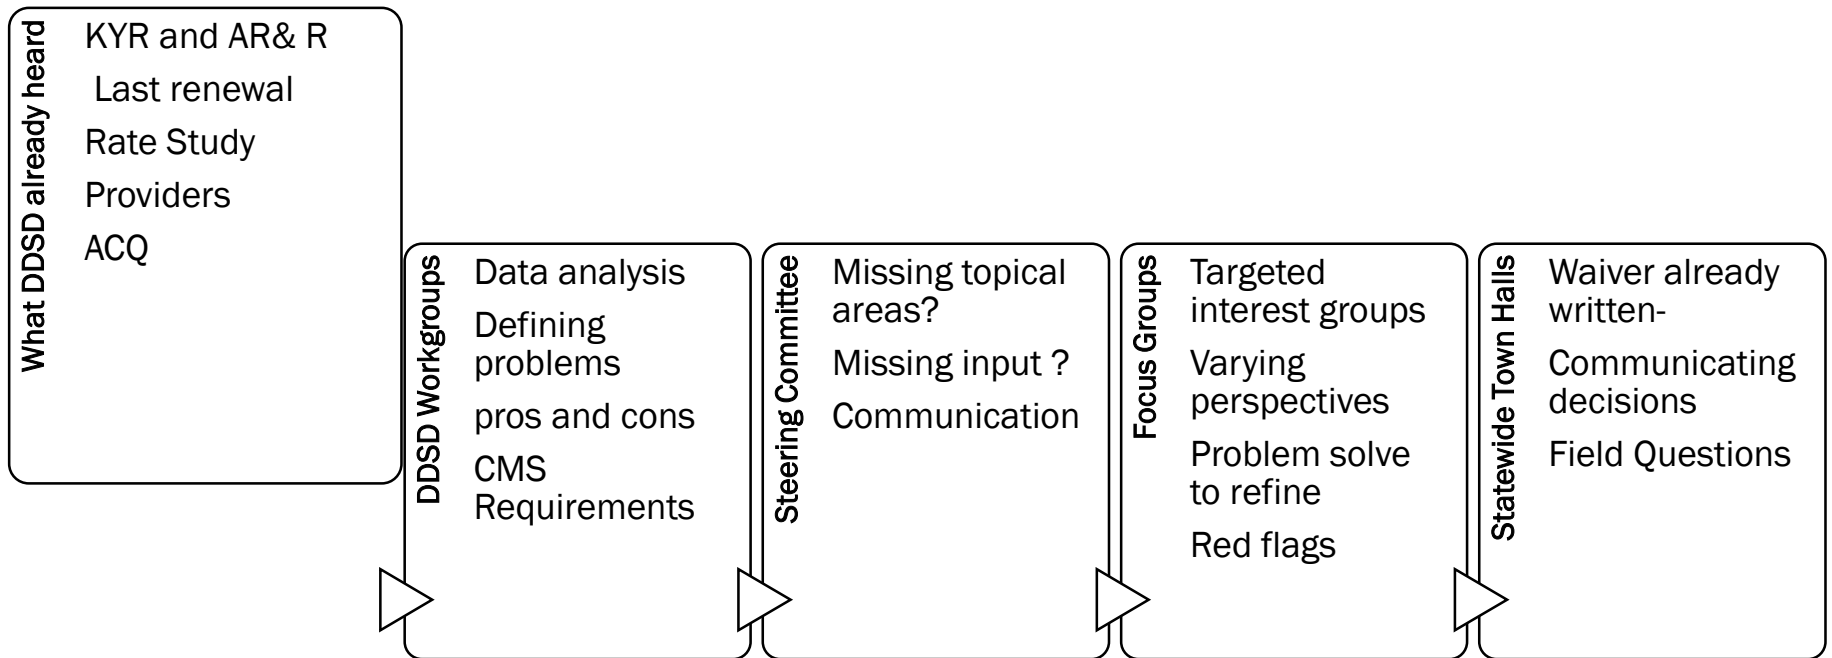 What DDSD already heard
KYR and AR& R
Last renewal
Rate Study
Providers
ACQ
DDSD Workgroups
Data analysis
Defining
problems
pros and cons
CMS
Requirements
Steering Committee
Missing topical
areas?
Missing input ?
Communication
Focus Groups
Targeted
interest groups
Varying
perspectives
Problem solve
to refine
Red flags
Statewide Town Halls
Waiver already
written-
Communicating
decisions
Field Questions